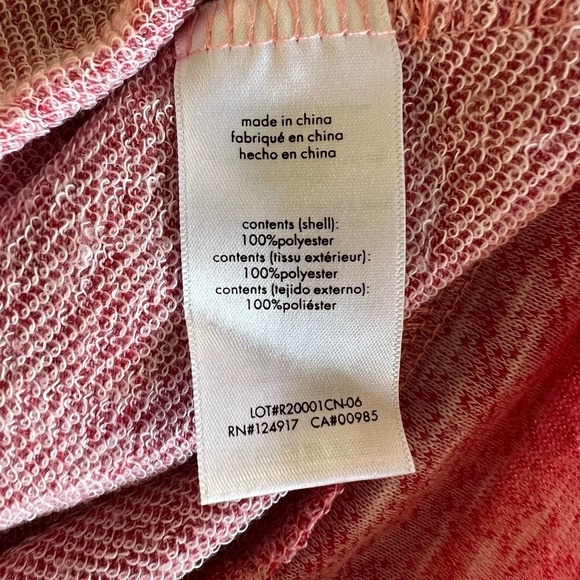 made in china
fabriqué en china
hecho en china
contents (shell):
100%polyester
contents (tissu extérieur):
100%polyester
contents (tejido externo):
100%poliéster
LOT#R20001CN-06
RN#124917 CA#00985